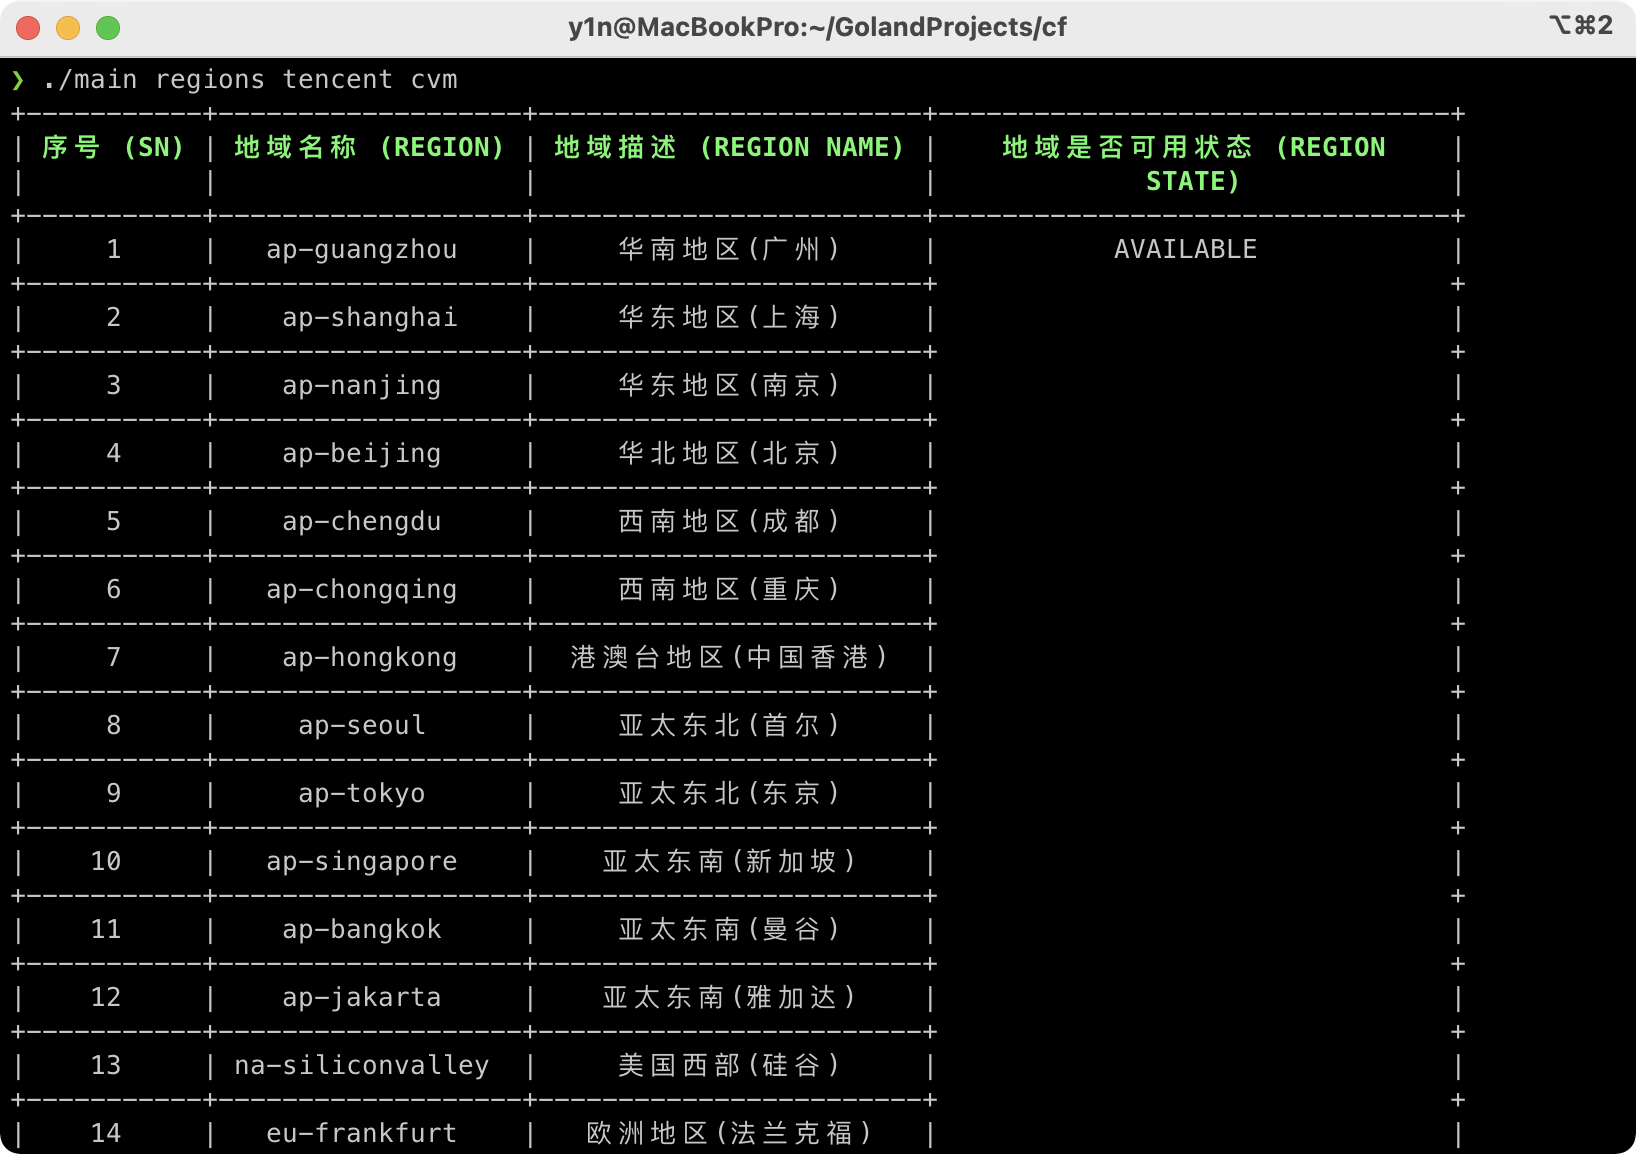 y1n@MacBookPro:~/GolandProjects/cf ⌥⌘2
❯ ./main regions tencent cvm
+-----------+-------------------+------------------------+--------------------------------+
| 序号 (SN) | 地域名称 (REGION) | 地域描述 (REGION NAME) | 地域是否可用状态 (REGION |
| | | | STATE) |
+-----------+-------------------+------------------------+--------------------------------+
| 1 | ap-guangzhou | 华南地区(广州) | AVAILABLE |
+-----------+-------------------+------------------------+ +
| 2 | ap-shanghai | 华东地区(上海) | |
+-----------+-------------------+------------------------+ +
| 3 | ap-nanjing | 华东地区(南京) | |
+-----------+-------------------+------------------------+ +
| 4 | ap-beijing | 华北地区(北京) | |
+-----------+-------------------+------------------------+ +
| 5 | ap-chengdu | 西南地区(成都) | |
+-----------+-------------------+------------------------+ +
| 6 | ap-chongqing | 西南地区(重庆) | |
+-----------+-------------------+------------------------+ +
| 7 | ap-hongkong | 港澳台地区(中国香港) | |
+-----------+-------------------+------------------------+ +
| 8 | ap-seoul | 亚太东北(首尔) | |
+-----------+-------------------+------------------------+ +
| 9 | ap-tokyo | 亚太东北(东京) | |
+-----------+-------------------+------------------------+ +
| 10 | ap-singapore | 亚太东南(新加坡) | |
+-----------+-------------------+------------------------+ +
| 11 | ap-bangkok | 亚太东南(曼谷) | |
+-----------+-------------------+------------------------+ +
| 12 | ap-jakarta | 亚太东南(雅加达) | |
+-----------+-------------------+------------------------+ +
| 13 | na-siliconvalley | 美国西部(硅谷) | |
+-----------+-------------------+------------------------+ +
| 14 | eu-frankfurt | 欧洲地区(法兰克福) | |